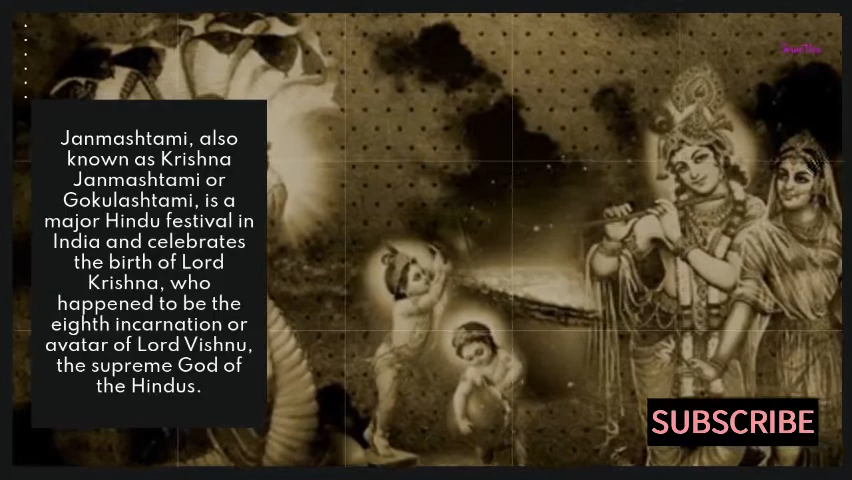 Janmashtami, also
known as Krishna
Janmashtami or
Gokulashtami, is a
major Hindu festival in
India and celebrates
the birth of Lord
Krishna, who
happened to be the
eighth incarnation or
avatar of Lord Vishnu,
the supreme God of
the Hindus.
SUBSCRIBE